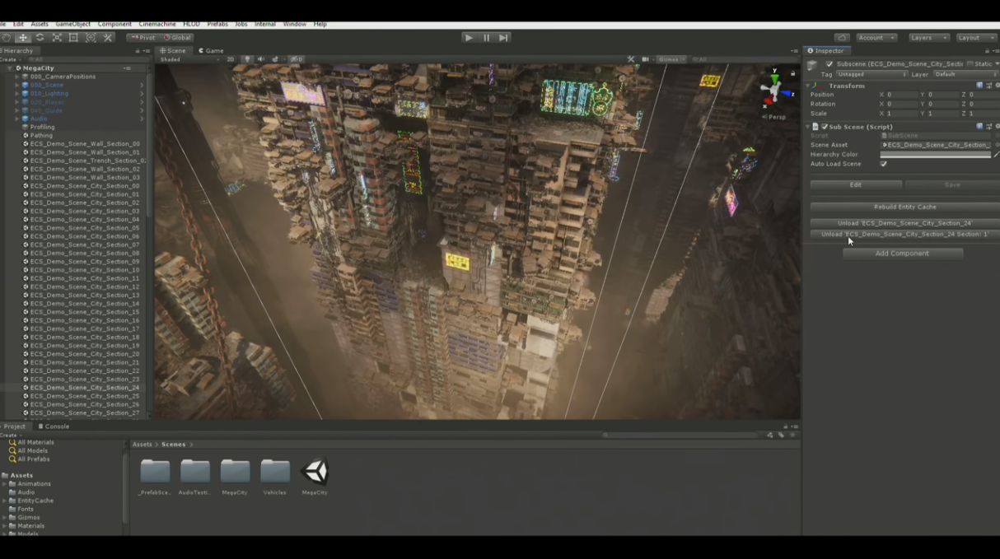 le Edit Assets GameObject Component Cinemachine HLOD Prefabs Jobs Internal Window Help
Pivot Global Account Layers Layout
Hierarchy Scene Game Inspector
Create All
Shaded 2D Gizmos All
MegaCity
000_CameraPositions
000_Scene
010_Lighting
020_Player
040_Guide
Audio
Profiling
Pathing
ECS_Demo_Scene_Wall_Section_00
ECS_Demo_Scene_Wall_Section_01
ECS_Demo_Scene_Trench_Section_0
ECS_Demo_Scene_Wall_Section_02
ECS_Demo_Scene_Wall_Section_03
ECS_Demo_Scene_City_Section_00
ECS_Demo_Scene_City_Section_01
ECS_Demo_Scene_City_Section_02
ECS_Demo_Scene_City_Section_03
ECS_Demo_Scene_City_Section_04
ECS_Demo_Scene_City_Section_05
ECS_Demo_Scene_City_Section_06
ECS_Demo_Scene_City_Section_07
ECS_Demo_Scene_City_Section_08
ECS_Demo_Scene_City_Section_09
ECS_Demo_Scene_City_Section_10
ECS_Demo_Scene_City_Section_11
ECS_Demo_Scene_City_Section_12
ECS_Demo_Scene_City_Section_13
ECS_Demo_Scene_City_Section_14
ECS_Demo_Scene_City_Section_15
ECS_Demo_Scene_City_Section_16
ECS_Demo_Scene_City_Section_17
ECS_Demo_Scene_City_Section_18
ECS_Demo_Scene_City_Section_19
ECS_Demo_Scene_City_Section_20
ECS_Demo_Scene_City_Section_21
ECS_Demo_Scene_City_Section_22
ECS_Demo_Scene_City_Section_23
ECS_Demo_Scene_City_Section_24
ECS_Demo_Scene_City_Section_25
ECS_Demo_Scene_City_Section_26
ECS_Demo_Scene_City_Section_27
y
x
z
Persp
Subscene (ECS_Demo_Scene_City_Secti Static
Tag Untagged Layer Default
Transform
Position X 0 Y 0 Z 0
Rotation X 0 Y 0 Z 0
Scale X 1 Y 1 Z 1
Sub Scene (Script)
Script SubScene
Scene Asset ECS_Demo_Scene_City_Section_
Hierarchy Color
Auto Load Scene
Edit Save
Rebuild Entity Cache
Unload 'ECS_Demo_Scene_City_Section_24'
Unload 'ECS_Demo_Scene_City_Section_24 Section: 1'
Add Component
Project Console
Create
All Materials
All Models
All Prefabs
Assets
Animations
Audio
EntityCache
Fonts
Gizmos
Materials
Models
Assets > Scenes >
_PrefabSce... AudioTesti... MegaCity Vehicles MegaCity